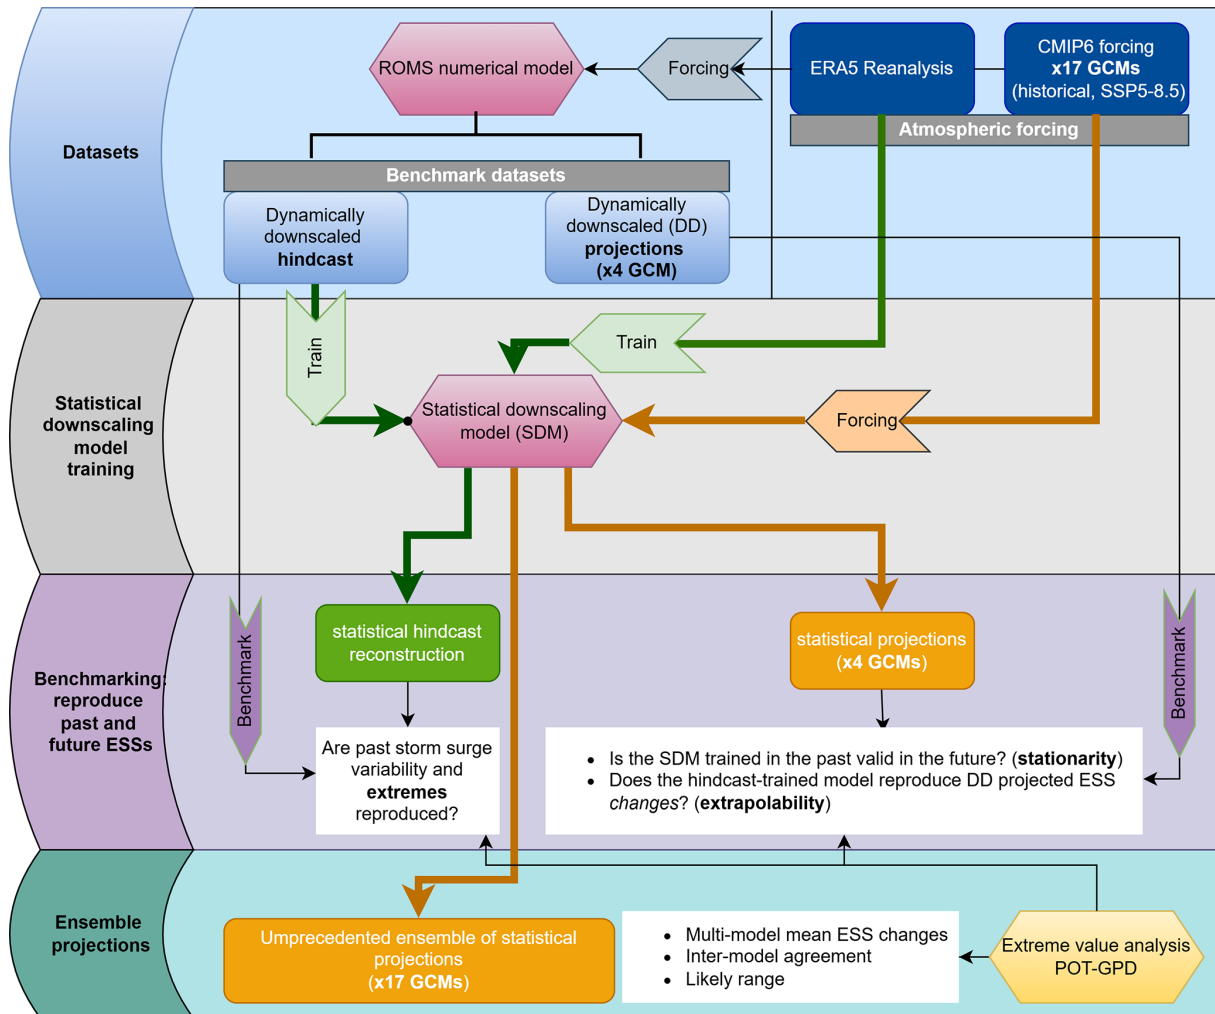 Datasets
ROMS numerical model
Forcing
ERA5 Reanalysis
CMIP6 forcing
x17 GCMs
(historical, SSP5-8.5)
Atmospheric forcing
Benchmark datasets
Dynamically
downscaled
hindcast
Dynamically
downscaled (DD)
projections
(x4 GCM)
Statistical
downscaling
model
training
Train
Train
Statistical downscaling
model (SDM)
Forcing
Benchmarking:
reproduce
past and
future ESSs
Benchmark
statistical hindcast
reconstruction
statistical projections
(x4 GCMs)
Benchmark
Are past storm surge
variability and
extremes
reproduced?
• Is the SDM trained in the past valid in the future? (stationarity)
• Does the hindcast-trained model reproduce DD projected ESS
changes? (extrapolability)
Ensemble
projections
Umprecedented ensemble of statistical
projections
(x17 GCMs)
• Multi-model mean ESS changes
• Inter-model agreement
• Likely range
Extreme value analysis
POT-GPD